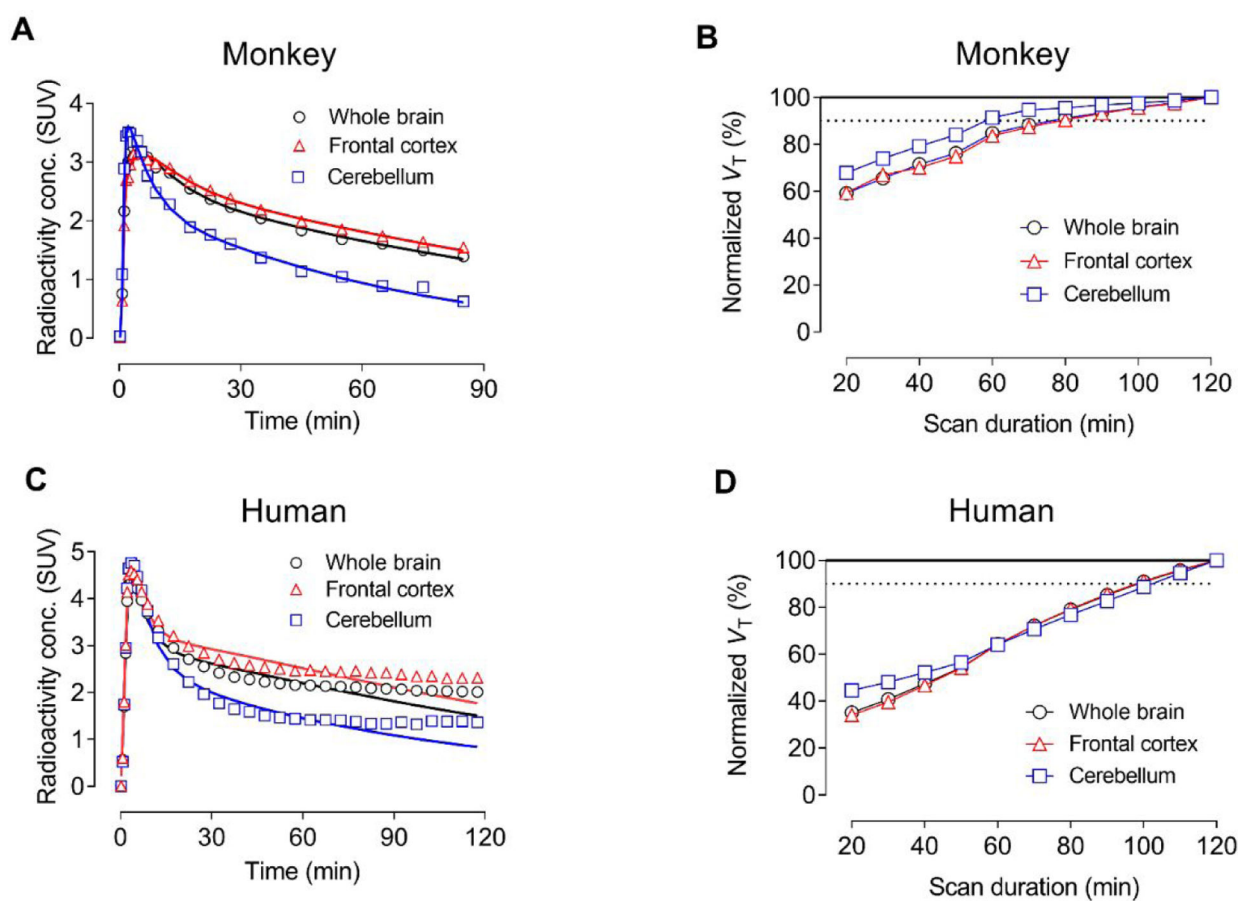 A
Monkey
Radioactivity conc. (SUV)
4
3
2
1
0
Whole brain
Frontal cortex
Cerebellum
0 30 60 90
Time (min)
B
Monkey
Normalized VT (%)
100
80
60
40
20
0
Whole brain
Frontal cortex
Cerebellum
20 40 60 80 100 120
Scan duration (min)
C
Human
Radioactivity conc. (SUV)
5
4
3
2
1
0
Whole brain
Frontal cortex
Cerebellum
0 30 60 90 120
Time (min)
D
Human
Normalized VT (%)
100
80
60
40
20
0
Whole brain
Frontal cortex
Cerebellum
20 40 60 80 100 120
Scan duration (min)